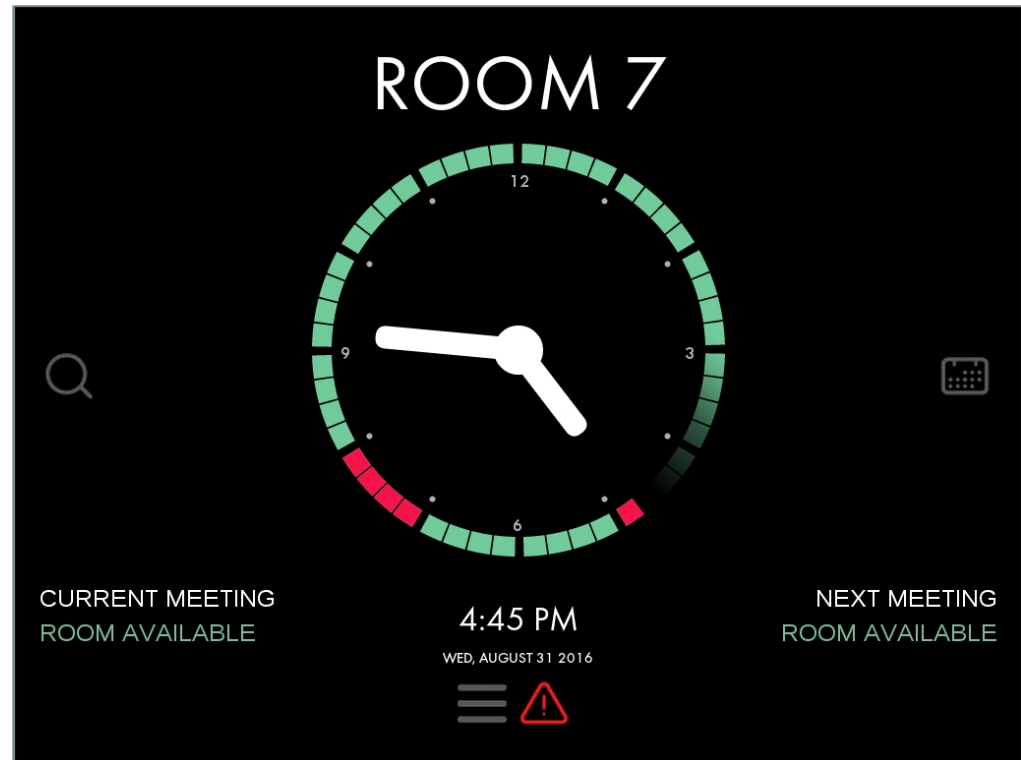 ROOM 7
12
9
3
6
CURRENT MEETING
ROOM AVAILABLE
4:45 PM
WED, AUGUST 31 2016
NEXT MEETING
ROOM AVAILABLE